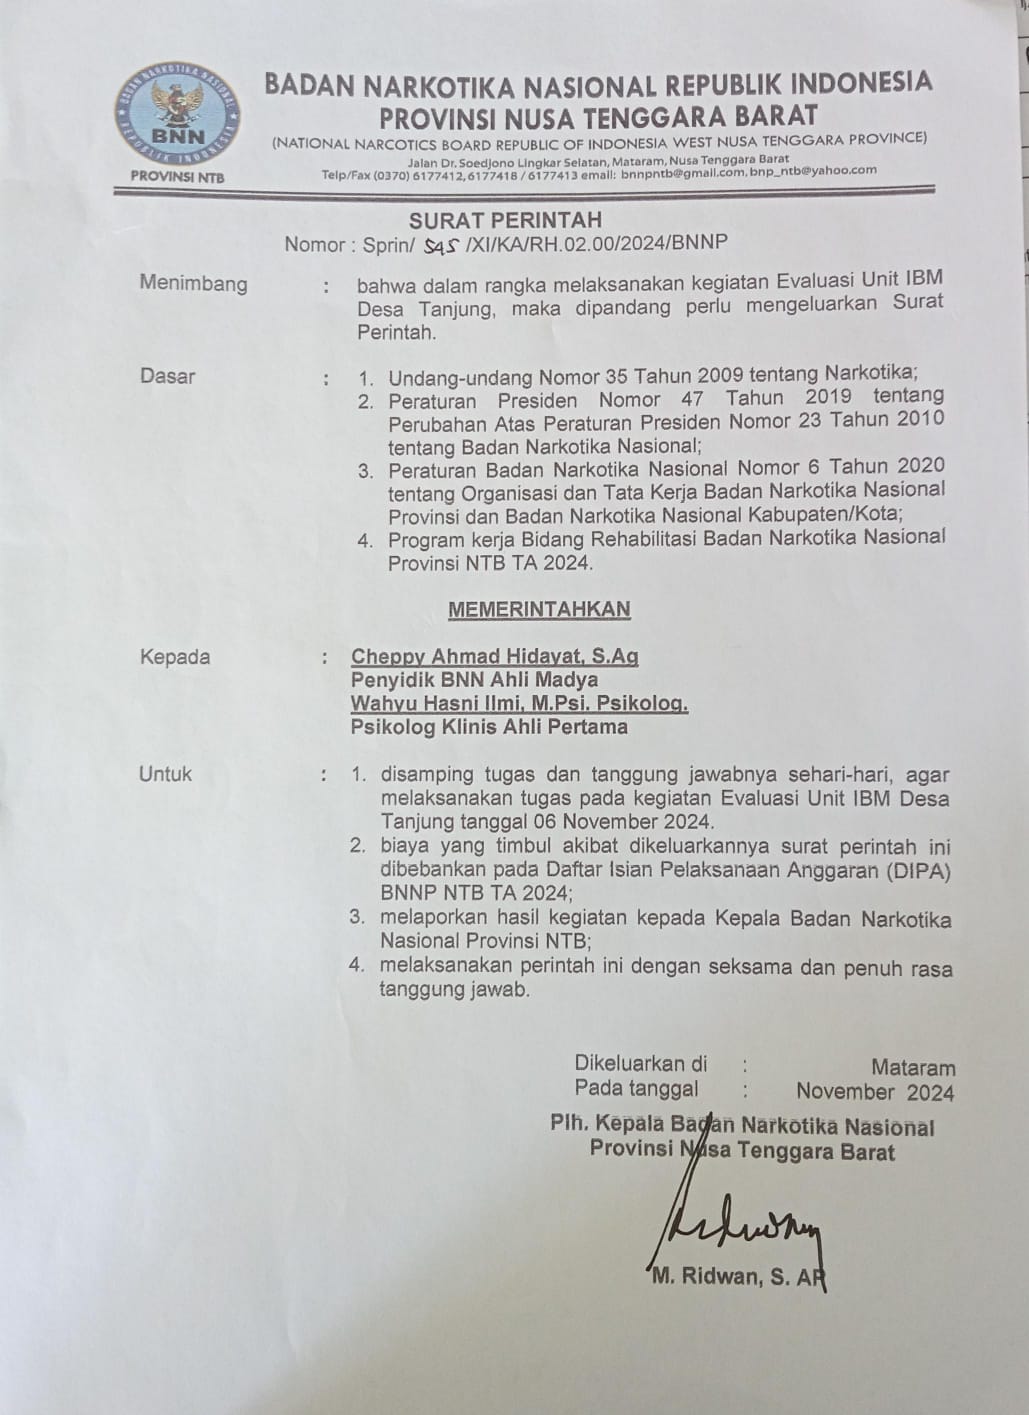 BADAN NARKOTIKA NASIONAL
REPUBLIK INDONESIA
BNN
PROVINSI NTB
BADAN NARKOTIKA NASIONAL REPUBLIK INDONESIA
PROVINSI NUSA TENGGARA BARAT
(NATIONAL NARCOTICS BOARD REPUBLIC OF INDONESIA WEST NUSA TENGGARA PROVINCE)
Jalan Dr. Soedjono Lingkar Selatan, Mataram, Nusa Tenggara Barat
Telp/Fax (0370) 6177412, 6177418 / 6177413 email: bnnpntb@gmail.com, bnp_ntb@yahoo.com
SURAT PERINTAH
Nomor : Sprin/ 545 /XI/KA/RH.02.00/2024/BNNP
Menimbang : bahwa dalam rangka melaksanakan kegiatan Evaluasi Unit IBM
Desa Tanjung, maka dipandang perlu mengeluarkan Surat
Perintah.
Dasar : 1. Undang-undang Nomor 35 Tahun 2009 tentang Narkotika;
2. Peraturan Presiden Nomor 47 Tahun 2019 tentang
Perubahan Atas Peraturan Presiden Nomor 23 Tahun 2010
tentang Badan Narkotika Nasional;
3. Peraturan Badan Narkotika Nasional Nomor 6 Tahun 2020
tentang Organisasi dan Tata Kerja Badan Narkotika Nasional
Provinsi dan Badan Narkotika Nasional Kabupaten/Kota;
4. Program kerja Bidang Rehabilitasi Badan Narkotika Nasional
Provinsi NTB TA 2024.
MEMERINTAHKAN
Kepada : Cheppy Ahmad Hidayat, S.Ag
Penyidik BNN Ahli Madya
Wahyu Hasni Ilmi, M.Psi. Psikolog.
Psikolog Klinis Ahli Pertama
Untuk : 1. disamping tugas dan tanggung jawabnya sehari-hari, agar
melaksanakan tugas pada kegiatan Evaluasi Unit IBM Desa
Tanjung tanggal 06 November 2024.
2. biaya yang timbul akibat dikeluarkannya surat perintah ini
dibebankan pada Daftar Isian Pelaksanaan Anggaran (DIPA)
BNNP NTB TA 2024;
3. melaporkan hasil kegiatan kepada Kepala Badan Narkotika
Nasional Provinsi NTB;
4. melaksanakan perintah ini dengan seksama dan penuh rasa
tanggung jawab.
Dikeluarkan di : Mataram
Pada tanggal : November 2024
Plh. Kepala Badan Narkotika Nasional
Provinsi Nusa Tenggara Barat
M. Ridwan, S. AP